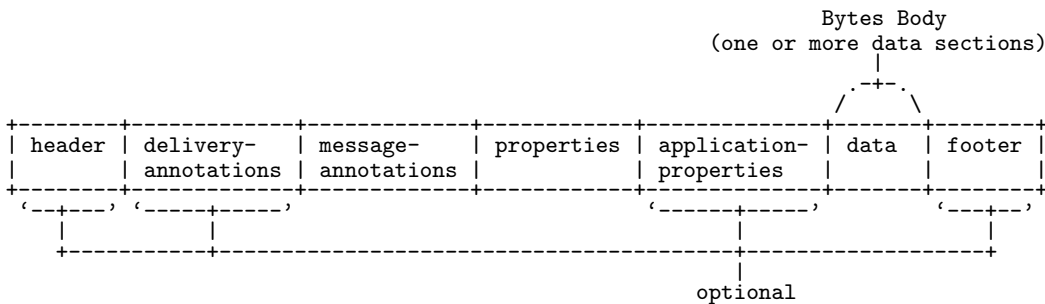 Bytes Body
(one or more data sections)
header delivery- message- properties application- data footer
annotations annotations properties
optional